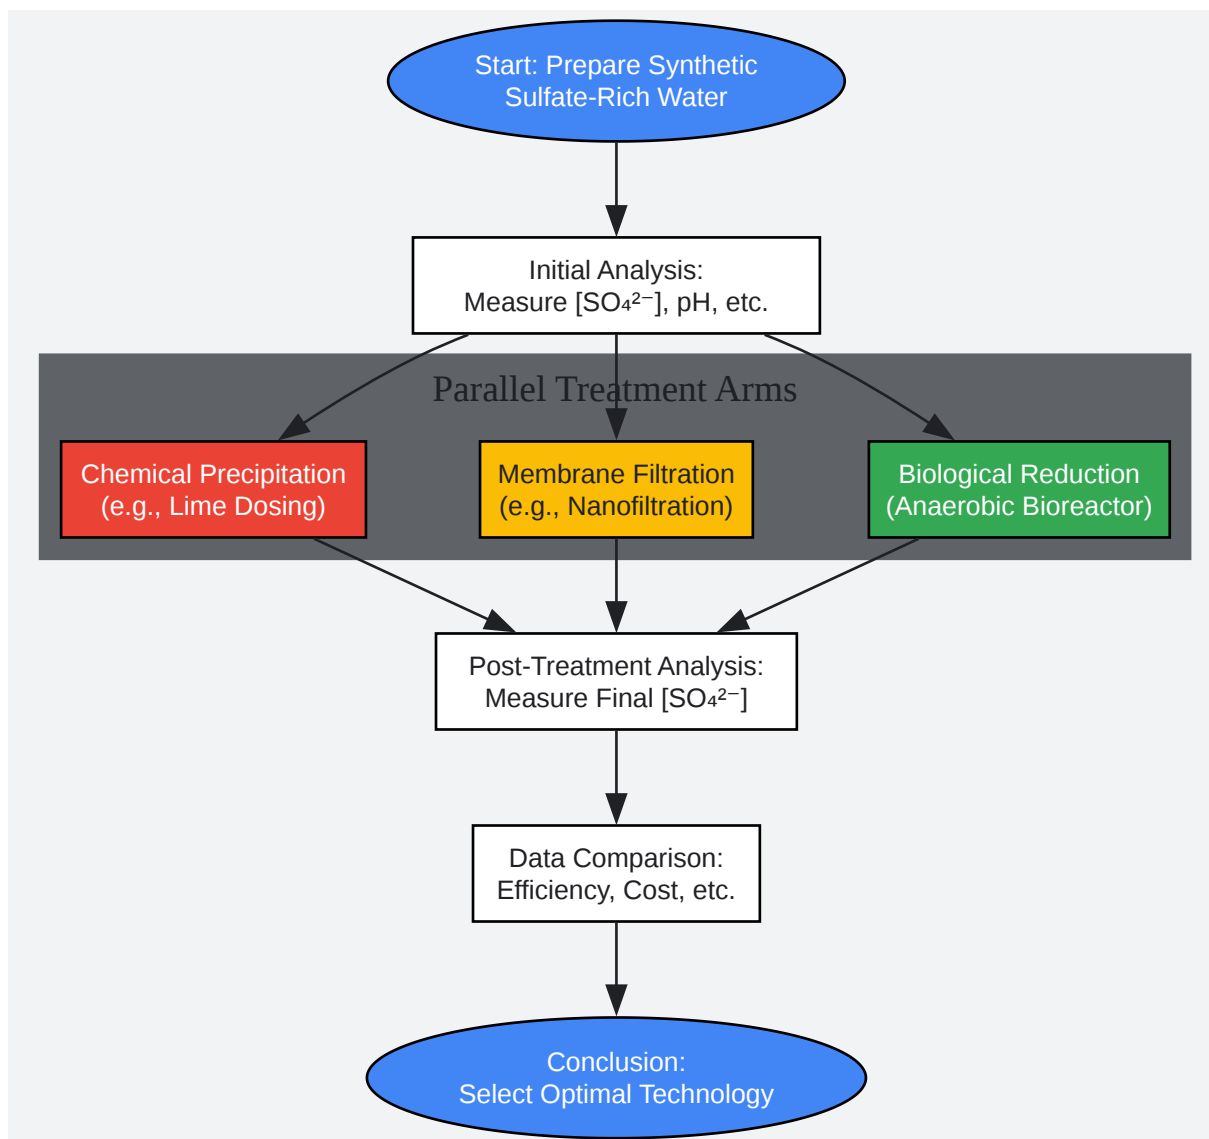 Start: Prepare Synthetic
Sulfate-Rich Water
Initial Analysis:
Measure [SO₄²⁻], pH, etc.
Parallel Treatment Arms
Chemical Precipitation
(e.g., Lime Dosing)
Membrane Filtration
(e.g., Nanofiltration)
Biological Reduction
(Anaerobic Bioreactor)
Post-Treatment Analysis:
Measure Final [SO₄²⁻]
Data Comparison:
Efficiency, Cost, etc.
Conclusion:
Select Optimal Technology